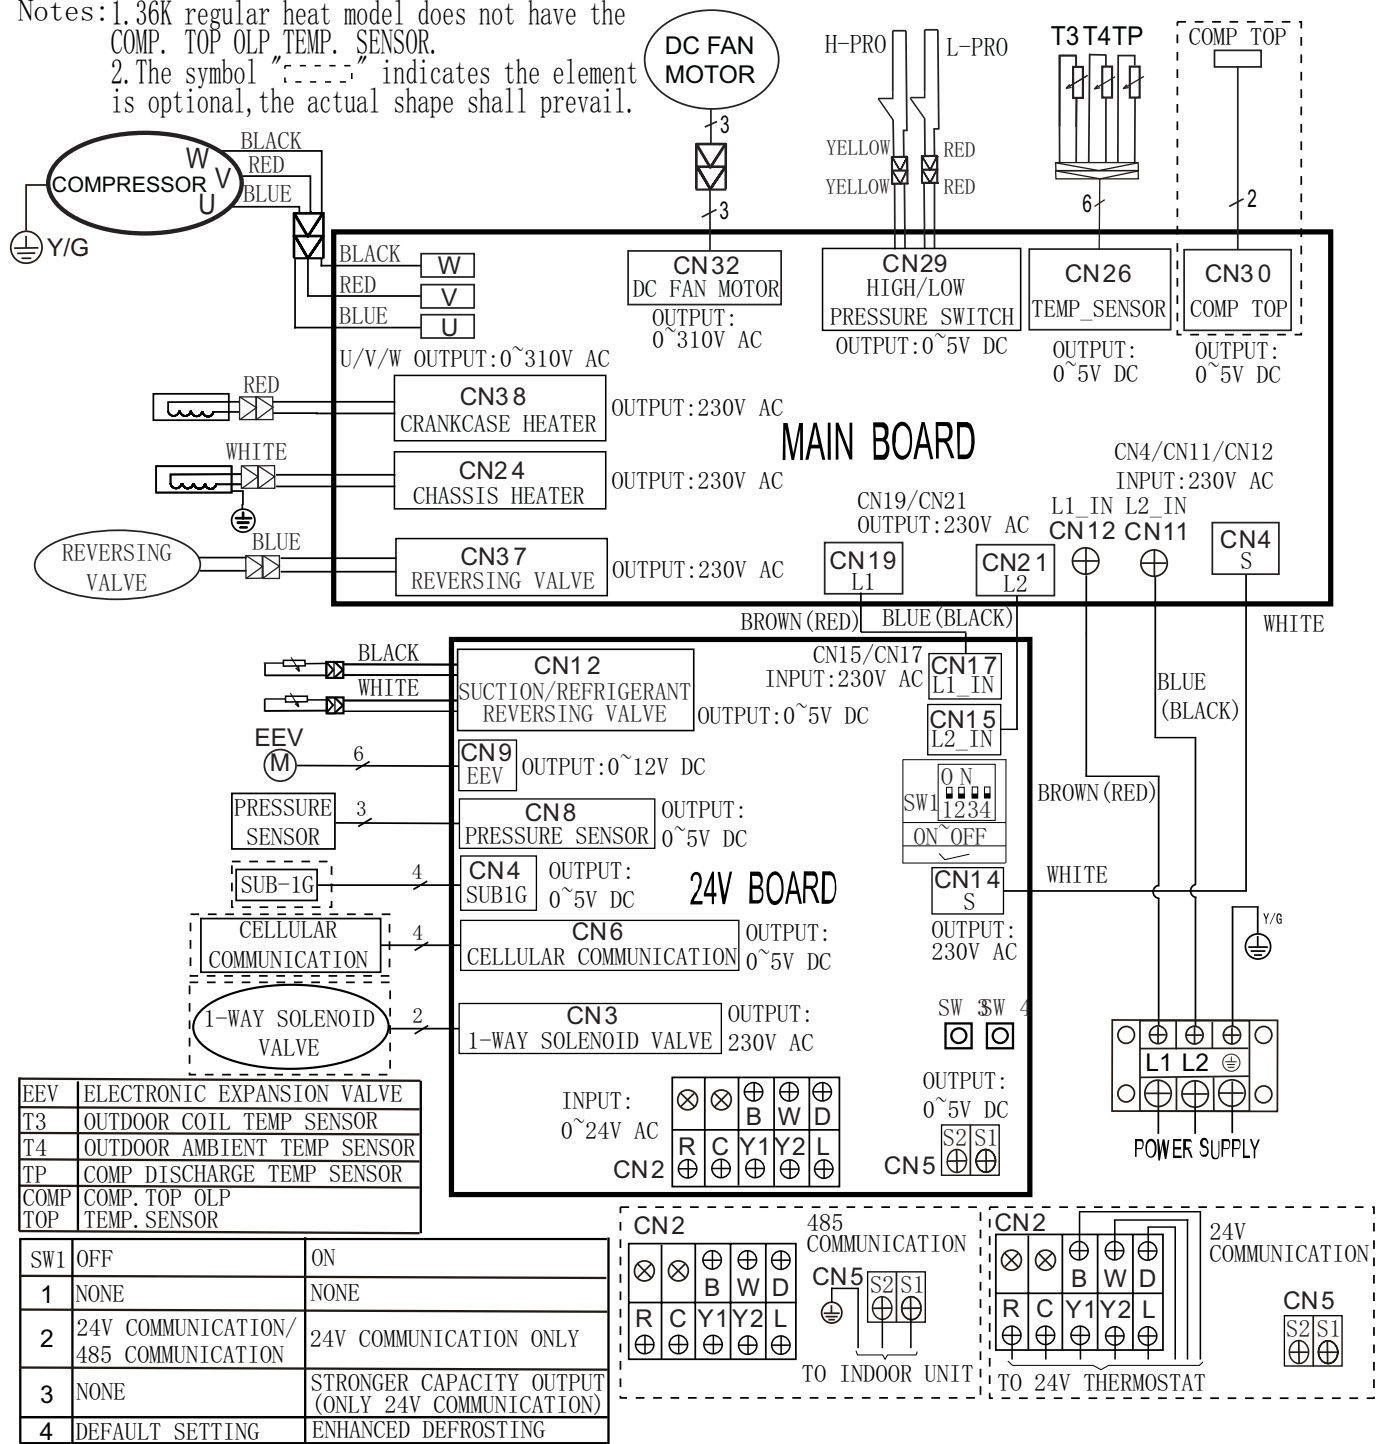 Notes:1.36K regular heat model does not have the
COMP. TOP OLP TEMP. SENSOR.
2.The symbol "[ ]" indicates the element
is optional,the actual shape shall prevail.
DC FAN
MOTOR
3
3
H-PRO
L-PRO
YELLOW
RED
YELLOW
RED
T3 T4 TP
6
COMP TOP
2
COMPRESSOR
W
V
U
BLACK
RED
BLUE
Y/G
BLACK
W
RED
V
BLUE
U
U/V/W OUTPUT:0~310V AC
CN32
DC FAN MOTOR
OUTPUT:
0~310V AC
CN29
HIGH/LOW
PRESSURE SWITCH
OUTPUT:0~5V DC
CN26
TEMP_SENSOR
OUTPUT:
0~5V DC
CN30
COMP TOP
OUTPUT:
0~5V DC
RED
CN38
CRANKCASE HEATER
OUTPUT:230V AC
WHITE
CN24
CHASSIS HEATER
OUTPUT:230V AC
REVERSING
VALVE
BLUE
CN37
REVERSING VALVE
OUTPUT:230V AC
MAIN BOARD
CN4/CN11/CN12
INPUT:230V AC
CN19/CN21
OUTPUT:230V AC
L1_IN L2_IN
CN12 CN11
CN4
S
CN19
L1
CN21
L2
BROWN(RED)
BLUE(BLACK)
WHITE
BLACK
WHITE
CN12
SUCTION/REFRIGERANT
REVERSING VALVE
OUTPUT:0~5V DC
CN15/CN17
INPUT:230V AC
CN17
L1_IN
CN15
L2_IN
BLUE
(BLACK)
BROWN(RED)
EEV
M
6
CN9
EEV
OUTPUT:0~12V DC
SW1
ON
1234
ON~OFF
PRESSURE
SENSOR
3
CN8
PRESSURE SENSOR
OUTPUT:
0~5V DC
SUB-1G
4
CN4
SUB1G
OUTPUT:
0~5V DC
24V BOARD
CN14
S
WHITE
OUTPUT:
230V AC
Y/G
CELLULAR
COMMUNICATION
4
CN6
CELLULAR COMMUNICATION
OUTPUT:
0~5V DC
1-WAY SOLENOID
VALVE
2
CN3
1-WAY SOLENOID VALVE
OUTPUT:
230V AC
SW 3 SW 4
L1 L2
POWER SUPPLY
INPUT:
0~24V AC
CN2
B W D
R C Y1 Y2 L
OUTPUT:
0~5V DC
CN5
S2 S1
EEV ELECTRONIC EXPANSION VALVE
T3 OUTDOOR COIL TEMP SENSOR
T4 OUTDOOR AMBIENT TEMP SENSOR
TP COMP DISCHARGE TEMP SENSOR
COMP COMP.TOP OLP
TOP TEMP.SENSOR
SW1 OFF ON
1 NONE NONE
2 24V COMMUNICATION/ 24V COMMUNICATION ONLY
485 COMMUNICATION
3 NONE STRONGER CAPACITY OUTPUT
(ONLY 24V COMMUNICATION)
4 DEFAULT SETTING ENHANCED DEFROSTING
CN2
485
COMMUNICATION
B W D
R C Y1 Y2 L
CN5
S2 S1
TO INDOOR UNIT
CN2
24V
COMMUNICATION
B W D
R C Y1 Y2 L
CN5
S2 S1
TO 24V THERMOSTAT